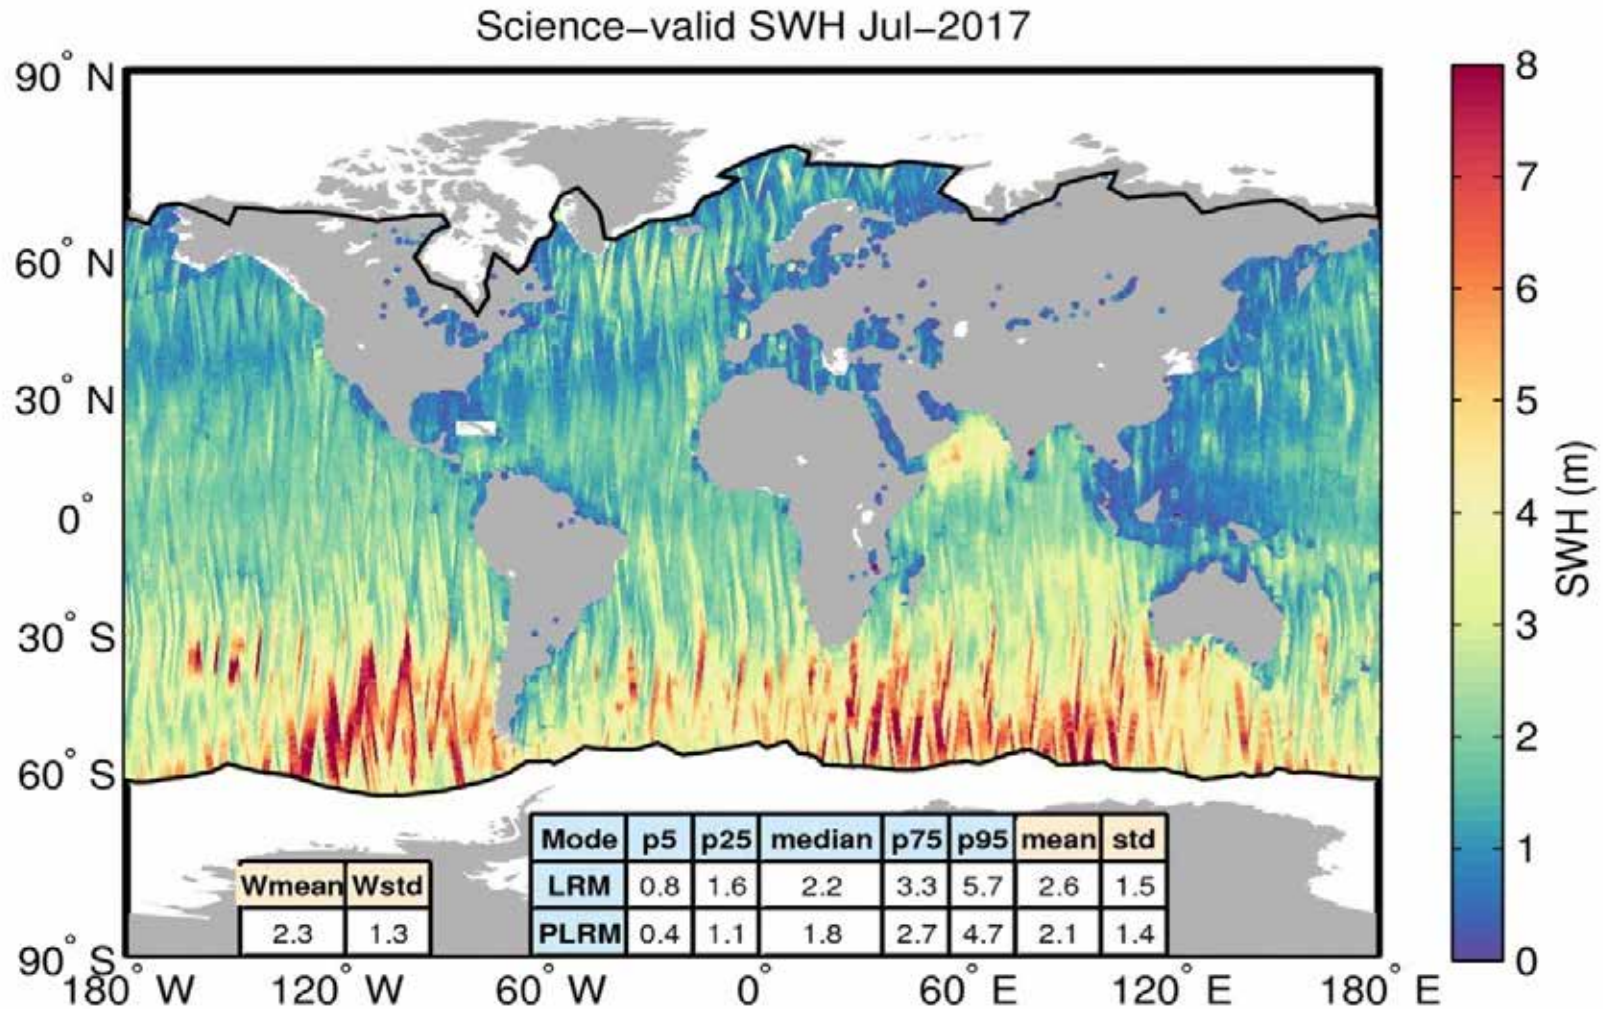 Science-valid SWH Jul-2017
90° N
60° N
30° N
0°
30° S
60° S
90° S
180° W 120° W 60° W 0° 60° E 120° E 180° E
8
7
6
5
4
3
2
1
0
SWH (m)
Wmean Wstd
2.3 1.3
Mode p5 p25 median p75 p95 mean std
LRM 0.8 1.6 2.2 3.3 5.7 2.6 1.5
PLRM 0.4 1.1 1.8 2.7 4.7 2.1 1.4